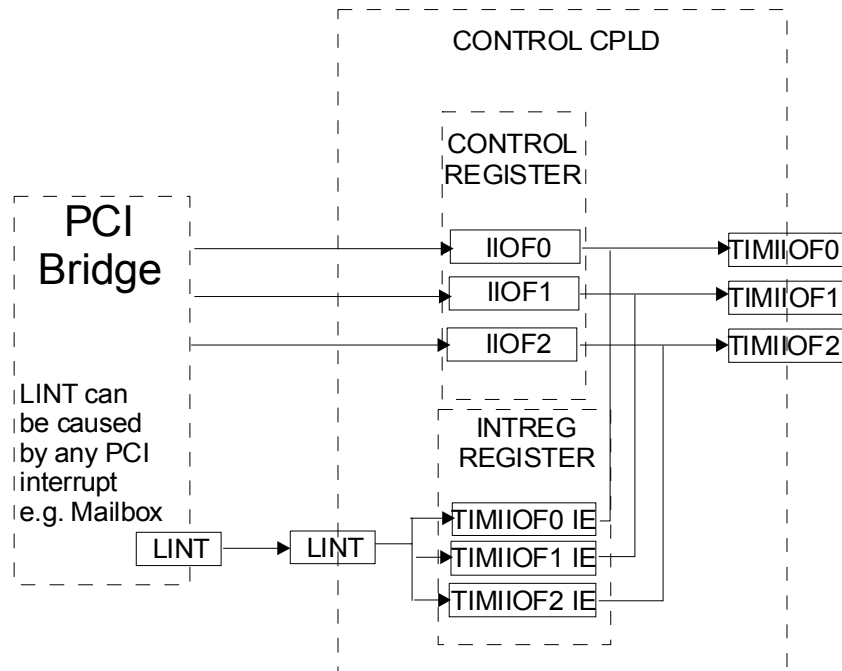 CONTROL CPLD
CONTROL
REGISTER
PCI
Bridge
IIOF0
TIMIIOF0
IIOF1
TIMIIOF1
IIOF2
TIMIIOF2
LINT can
be caused
by any PCI
interrupt
e.g. Mailbox
INTREG
REGISTER
TIMIIOF0 IE
LINT
LINT
TIMIIOF1 IE
TIMIIOF2 IE